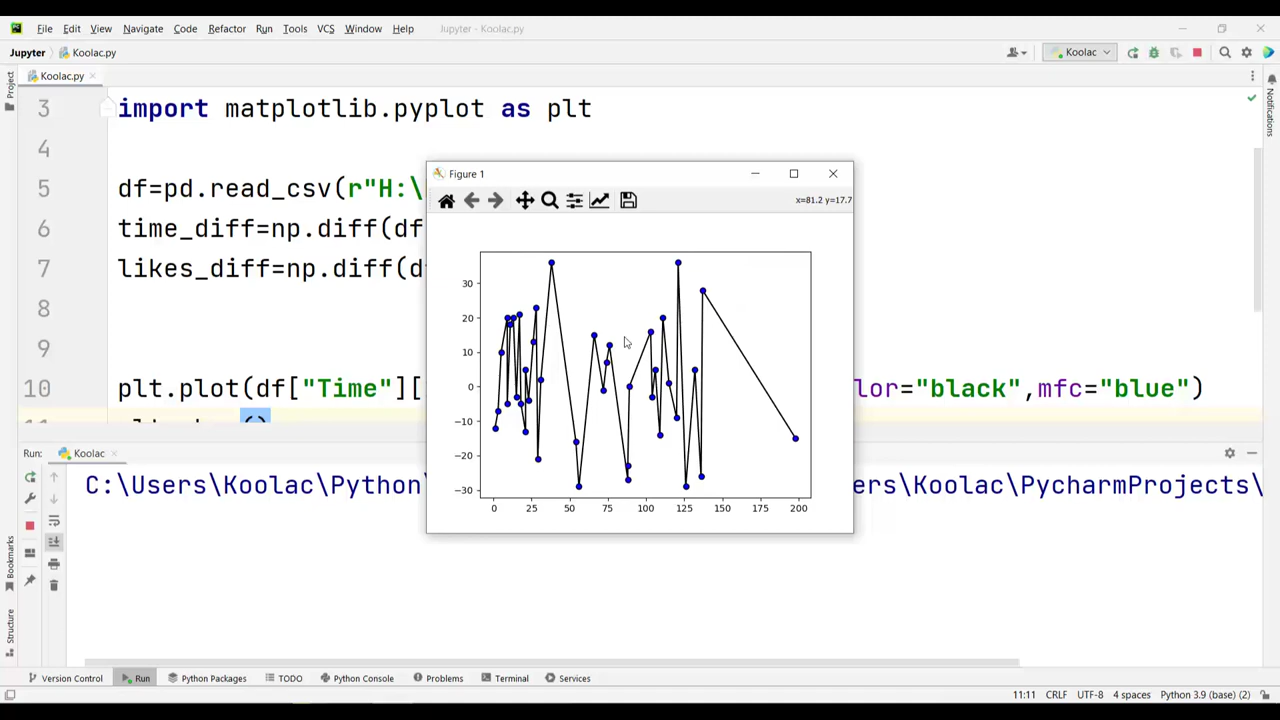 File Edit View Navigate Code Refactor Run Tools VCS Window Help Jupyter - Koolac.py
Jupyter Koolac.py Koolac
Koolac.py
Project
Notifications
3 import matplotlib.pyplot as plt
4
5 df=pd.read_csv(r"H:\
6 time_diff=np.diff(df
7 likes_diff=np.diff(d
8
9
10 plt.plot(df["Time"][ lor="black",mfc="blue")
()
Figure 1
x=81.2 y=17.7
30
20
10
0
−10
−20
−30
0 25 50 75 100 125 150 175 200
Run: Koolac
C:\Users\Koolac\Python ers\Koolac\PycharmProjects\
Bookmarks
Structure
Version Control Run Python Packages TODO Python Console Problems Terminal Services
11:11 CRLF UTF-8 4 spaces Python 3.9 (base) (2)